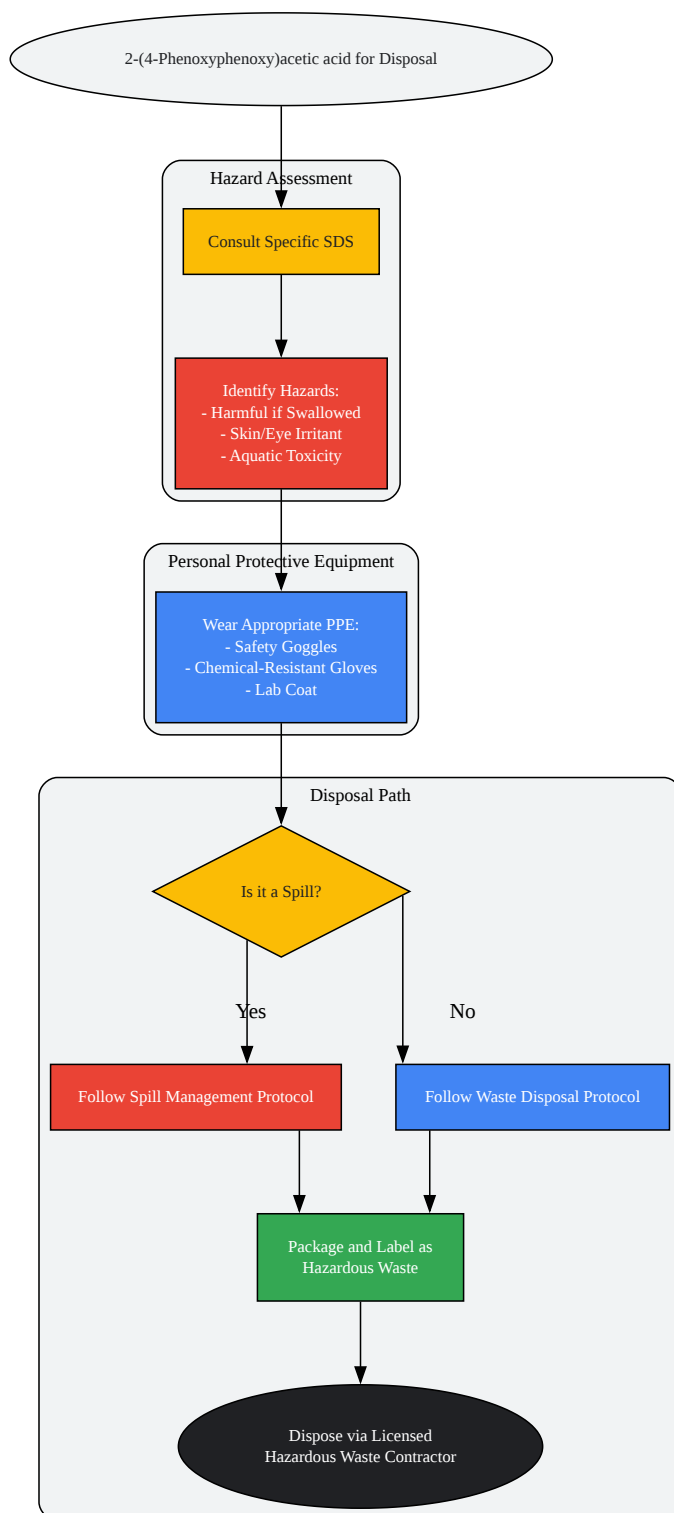 2-(4-Phenoxyphenoxy)acetic acid for Disposal
Hazard Assessment
Consult Specific SDS
Identify Hazards:
- Harmful if Swallowed
- Skin/Eye Irritant
- Aquatic Toxicity
Personal Protective Equipment
Wear Appropriate PPE:
- Safety Goggles
- Chemical-Resistant Gloves
- Lab Coat
Disposal Path
Is it a Spill?
Yes
No
Follow Spill Management Protocol
Follow Waste Disposal Protocol
Package and Label as
Hazardous Waste
Dispose via Licensed
Hazardous Waste Contractor